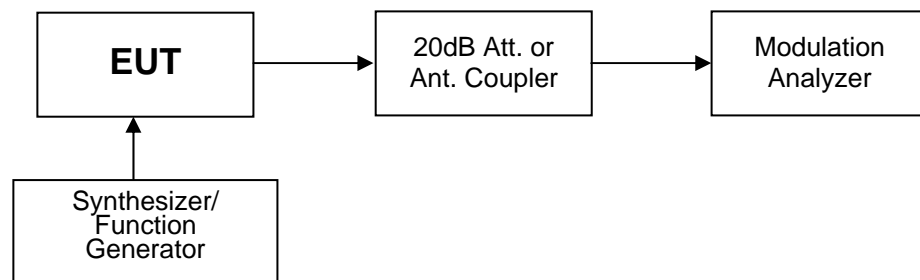 EUT
20dB Att. or
Ant. Coupler
Modulation
Analyzer
Synthesizer/
Function
Generator